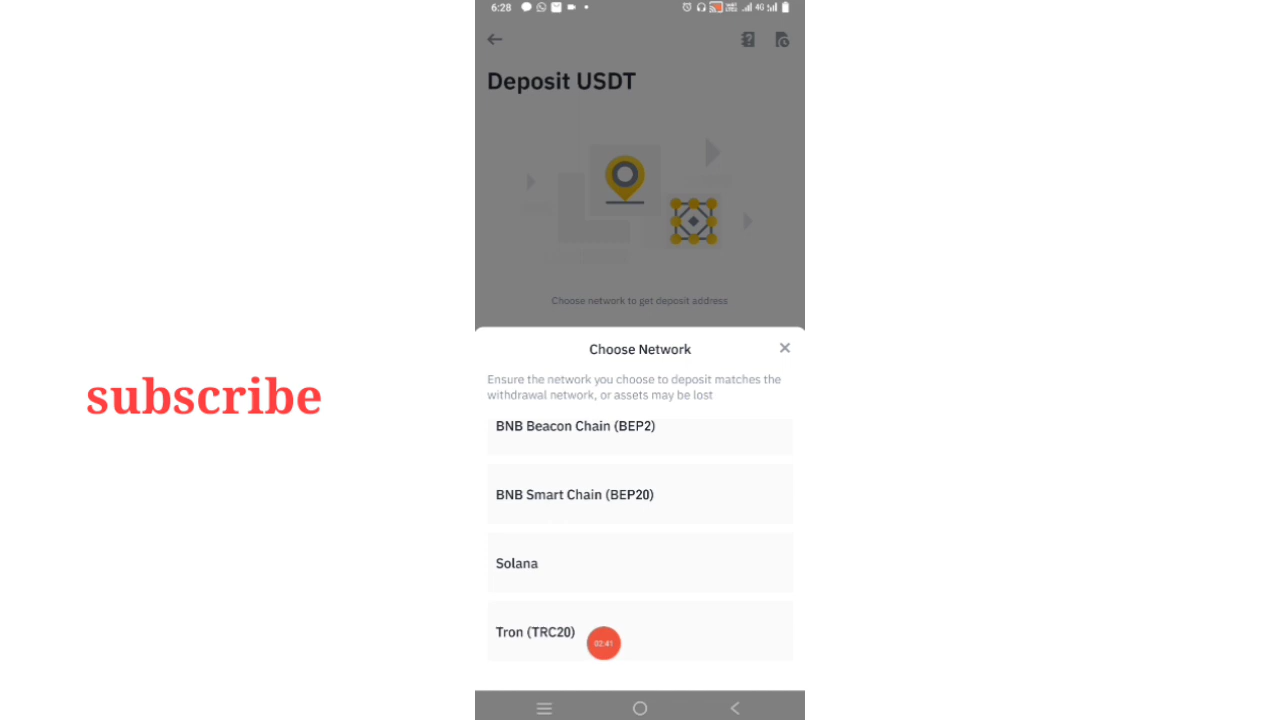 6:28
4G
Deposit USDT
Choose network to get deposit address
Choose Network
Ensure the network you choose to deposit matches the
withdrawal network, or assets may be lost
subscribe
BNB Beacon Chain (BEP2)
BNB Smart Chain (BEP20)
Solana
Tron (TRC20)
02:41